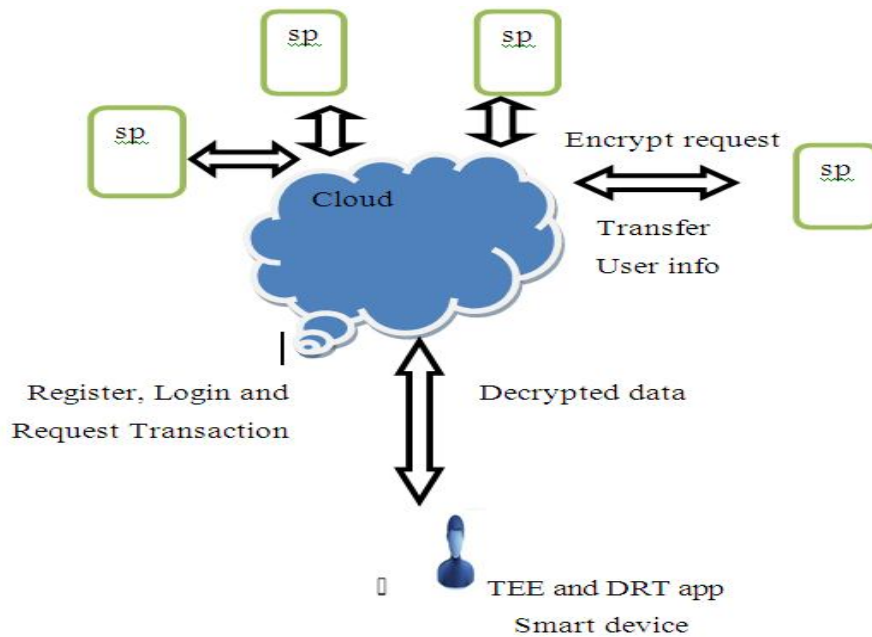 sp
sp
sp
Encrypt request
sp
Cloud
Transfer
User info
Register, Login and
Request Transaction
Decrypted data
TEE and DRT app
Smart device